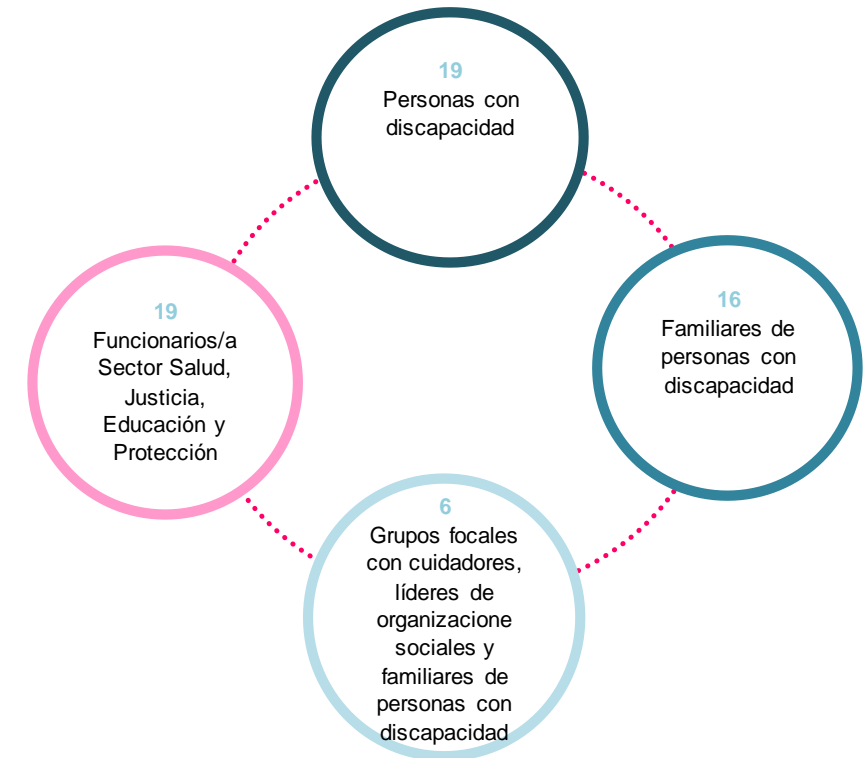 19
Personas con
discapacidad
16
Familiares de
personas con
discapacidad
19
Funcionarios/a
Sector Salud,
Justicia,
Educación y
Protección
6
Grupos focales
con cuidadores,
líderes de
organizacione
sociales y
familiares de
personas con
discapacidad